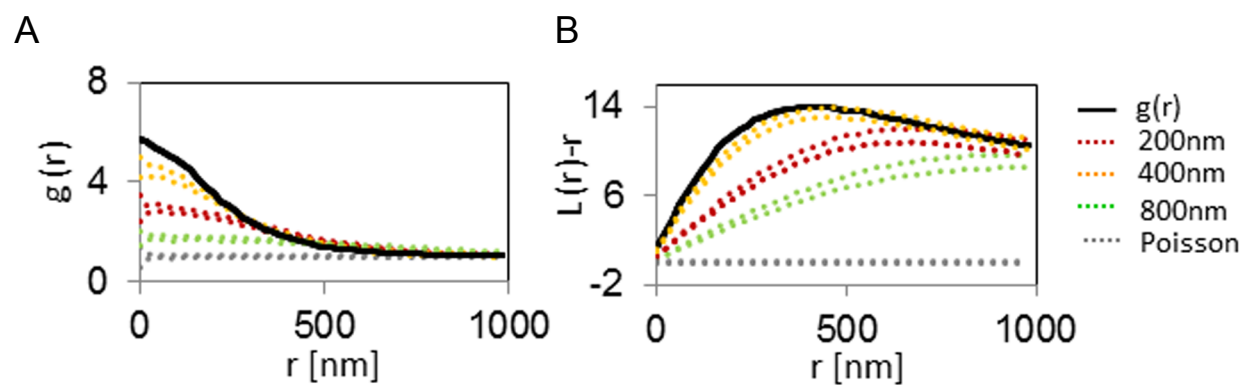 A
B
8
4
0
g (r)
0
500
1000
r [nm]
14
6
-2
L(r)-r
0
500
1000
r [nm]
g(r)
200nm
400nm
800nm
Poisson